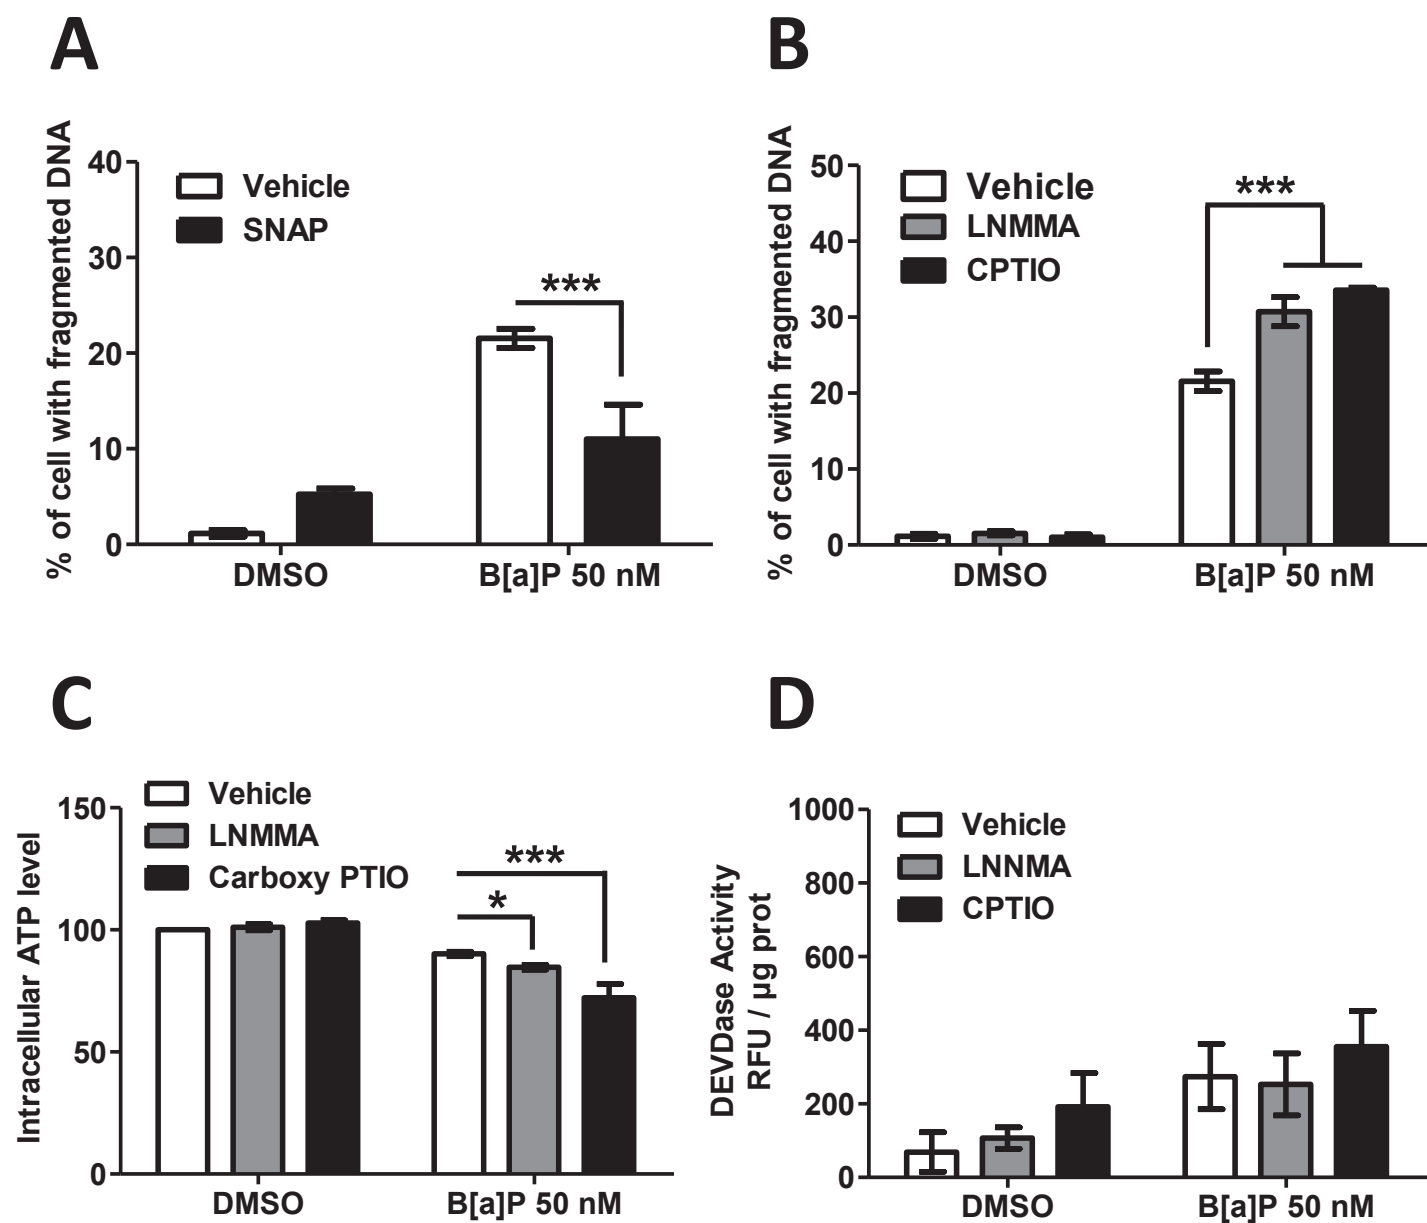 A
% of cell with fragmented DNA
40
30
20
10
0
Vehicle
SNAP
***
DMSO
B[a]P 50 nM
B
% of cell with fragmented DNA
50
40
30
20
10
0
Vehicle
LNMMA
CPTIO
***
DMSO
B[a]P 50 nM
C
Intracellular ATP level
150
100
50
0
Vehicle
LNMMA
Carboxy PTIO
***
*
DMSO
B[a]P 50 nM
D
DEVDase Activity
RFU / µg prot
1000
800
600
400
200
0
Vehicle
LNNMA
CPTIO
DMSO
B[a]P 50 nM